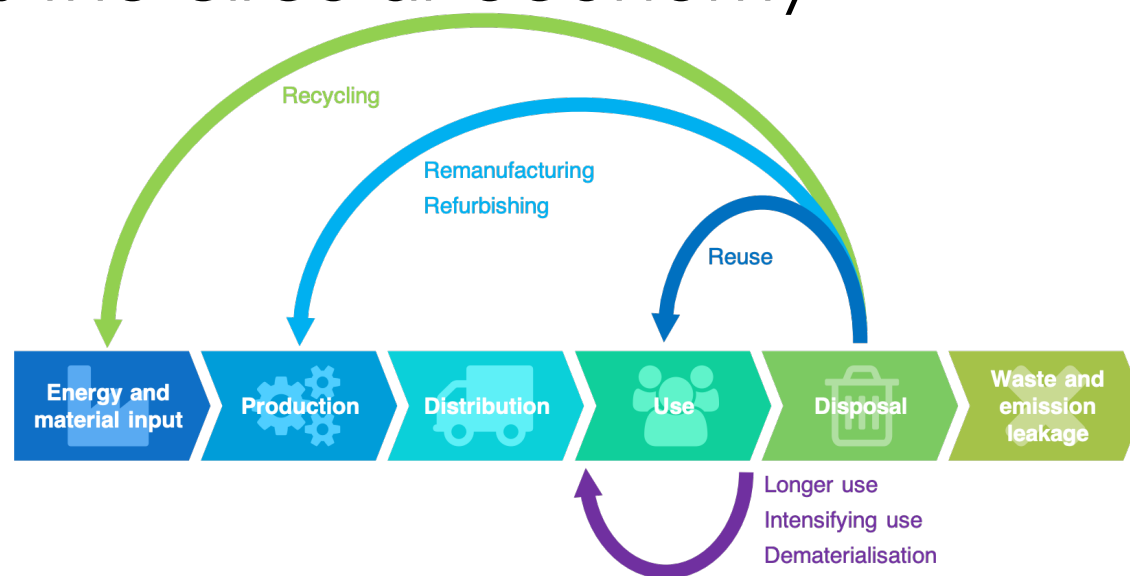 Recycling
Remanufacturing
Refurbishing
Reuse
Energy and
material input
Production
Distribution
Use
Disposal
Waste and
emission
leakage
Longer use
Intensifying use
Dematerialisation